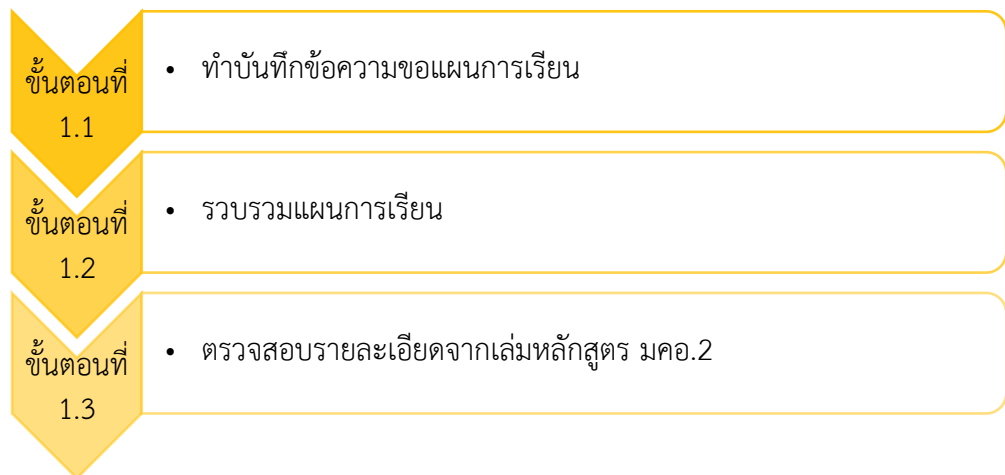 ขั้นตอนที่
1.1
• ทำบันทึกข้อความขอแผนการเรียน
ขั้นตอนที่
1.2
• รวบรวมแผนการเรียน
ขั้นตอนที่
1.3
• ตรวจสอบรายละเอียดจากเล่มหลักสูตร มคอ.2